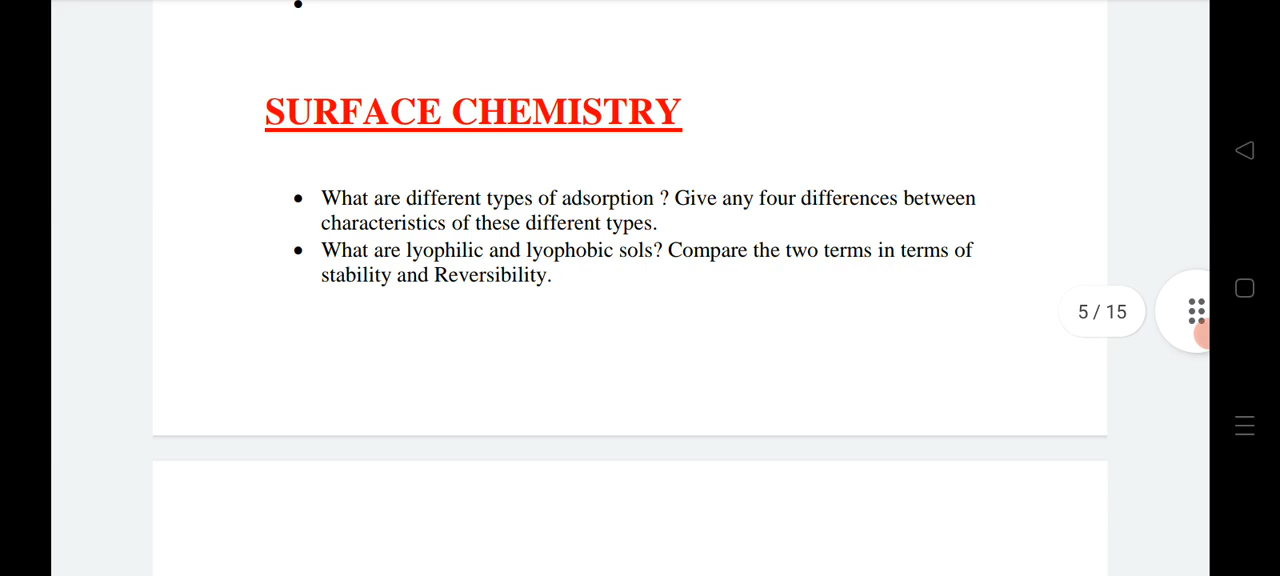 SURFACE CHEMISTRY
• What are different types of adsorption ? Give any four differences between
characteristics of these different types.
• What are lyophilic and lyophobic sols? Compare the two terms in terms of
stability and Reversibility.
5 / 15